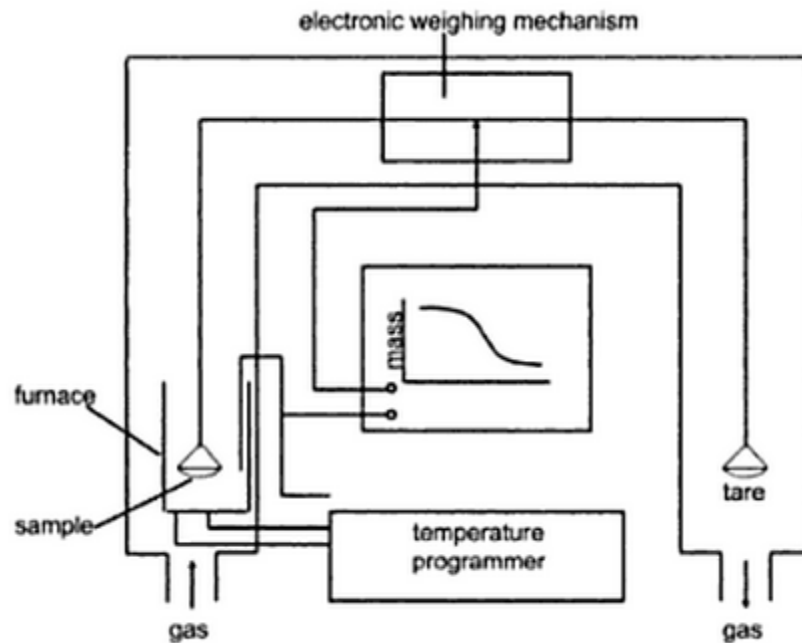 electronic weighing mechanism
mass
furnace
sample
tare
temperature
programmer
gas
gas